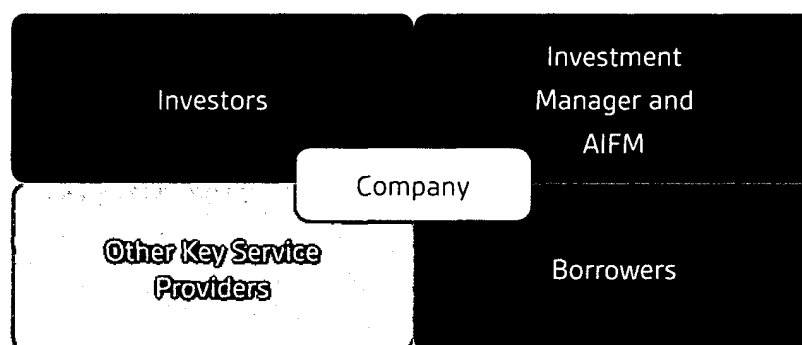 Investors
Investment
Manager and
AIFM
Company
Other Key Service
Providers
Borrowers